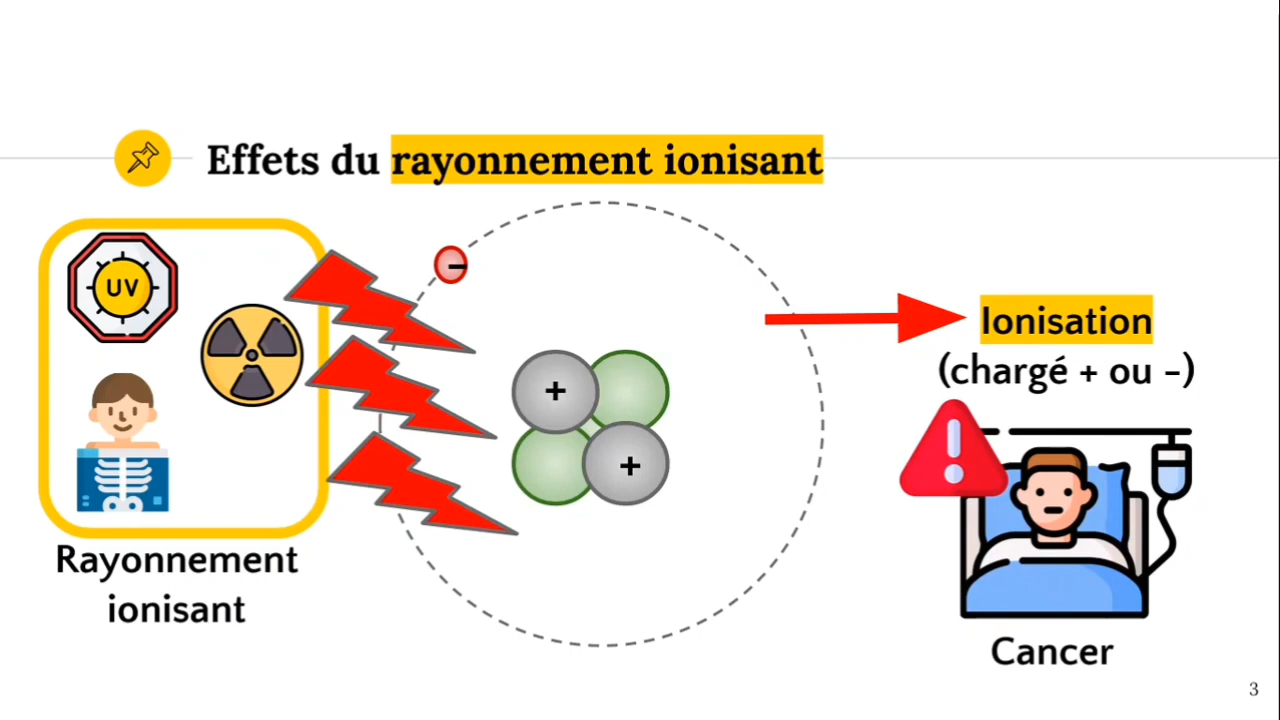 Effets du rayonnement ionisant
UV
−
+
+
Rayonnement
ionisant
Ionisation
(chargé + ou −)
!
Cancer
3